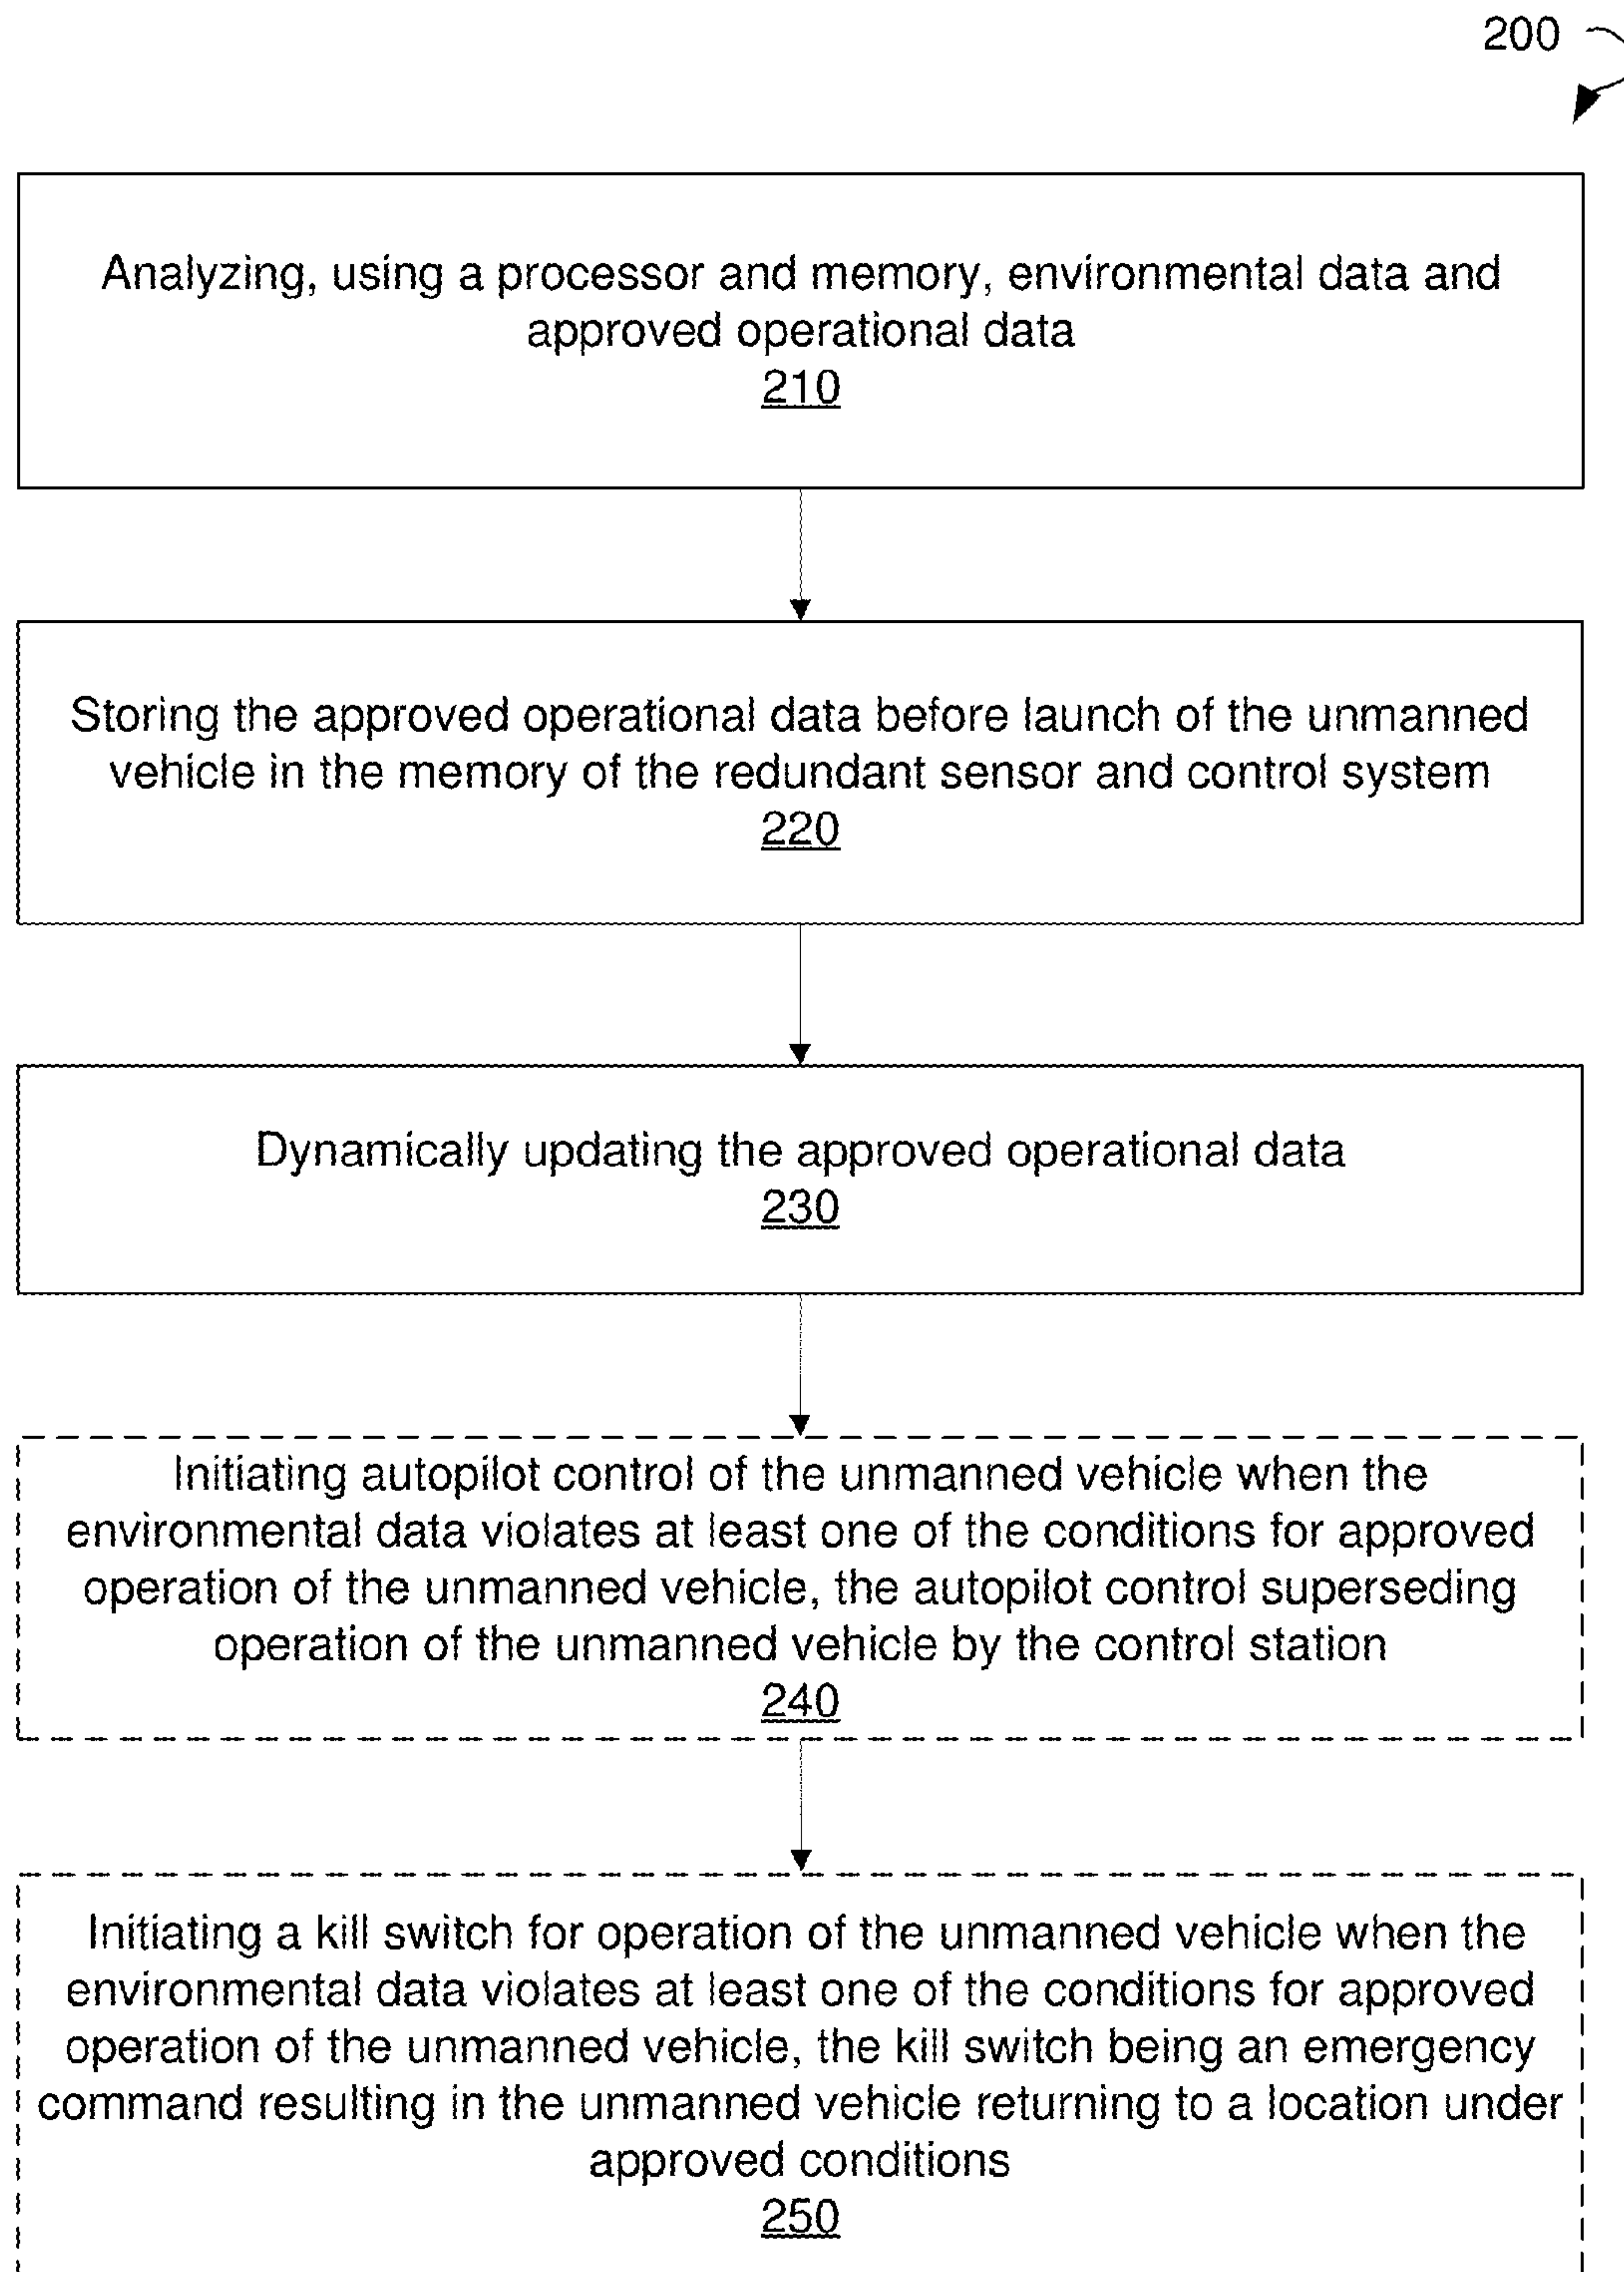 200
Analyzing, using a processor and memory, environmental data and
approved operational data
210
Storing the approved operational data before launch of the unmanned
vehicle in the memory of the redundant sensor and control system
220
Dynamically updating the approved operational data
230
Initiating autopilot control of the unmanned vehicle when the
environmental data violates at least one of the conditions for approved
operation of the unmanned vehicle, the autopilot control superseding
operation of the unmanned vehicle by the control station
240
Initiating a kill switch for operation of the unmanned vehicle when the
environmental data violates at least one of the conditions for approved
operation of the unmanned vehicle, the kill switch being an emergency
command resulting in the unmanned vehicle returning to a location under
approved conditions
250